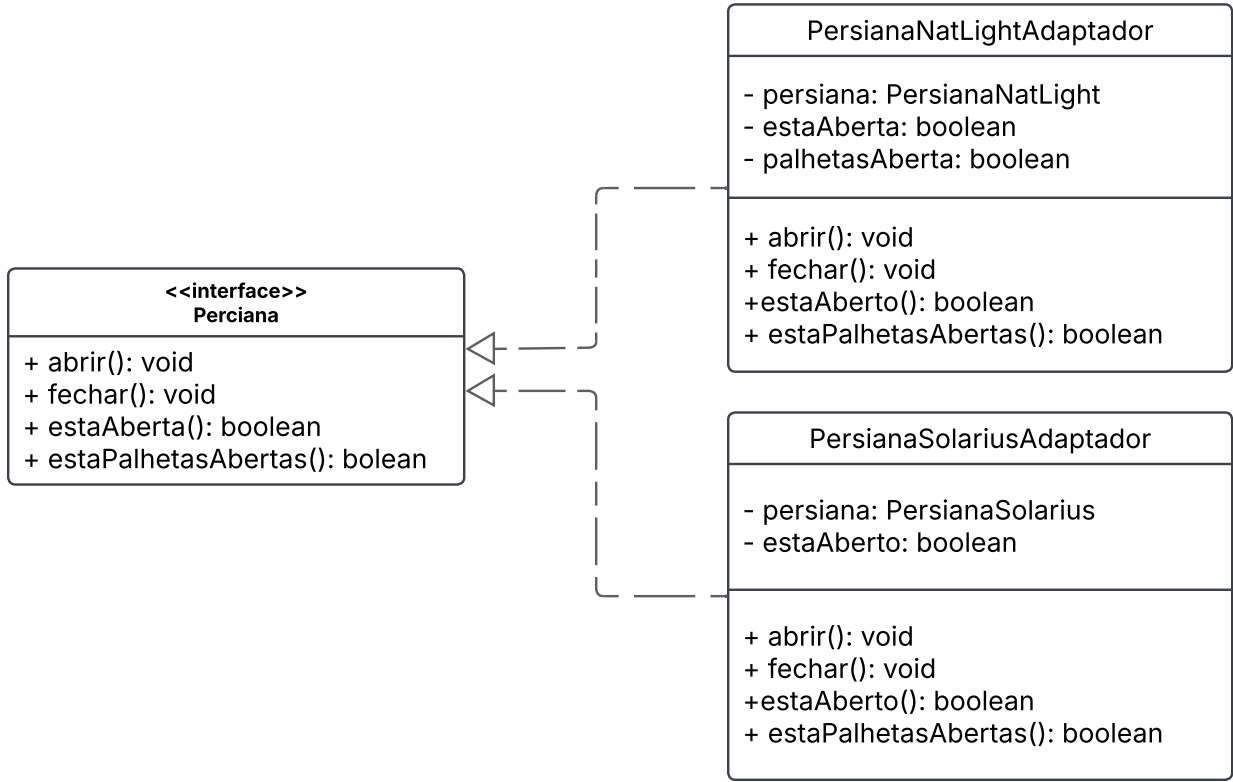 <<interface>>
Perciana
+ abrir(): void
+ fechar(): void
+ estaAberta(): boolean
+ estaPalhetasAbertas(): bolean
PersianaNatLightAdaptador
- persiana: PersianaNatLight
- estaAberta: boolean
- palhetasAberta: boolean
+ abrir(): void
+ fechar(): void
+estaAberto(): boolean
+ estaPalhetasAbertas(): boolean
PersianaSolariusAdaptador
- persiana: PersianaSolarius
- estaAberto: boolean
+ abrir(): void
+ fechar(): void
+estaAberto(): boolean
+ estaPalhetasAbertas(): boolean